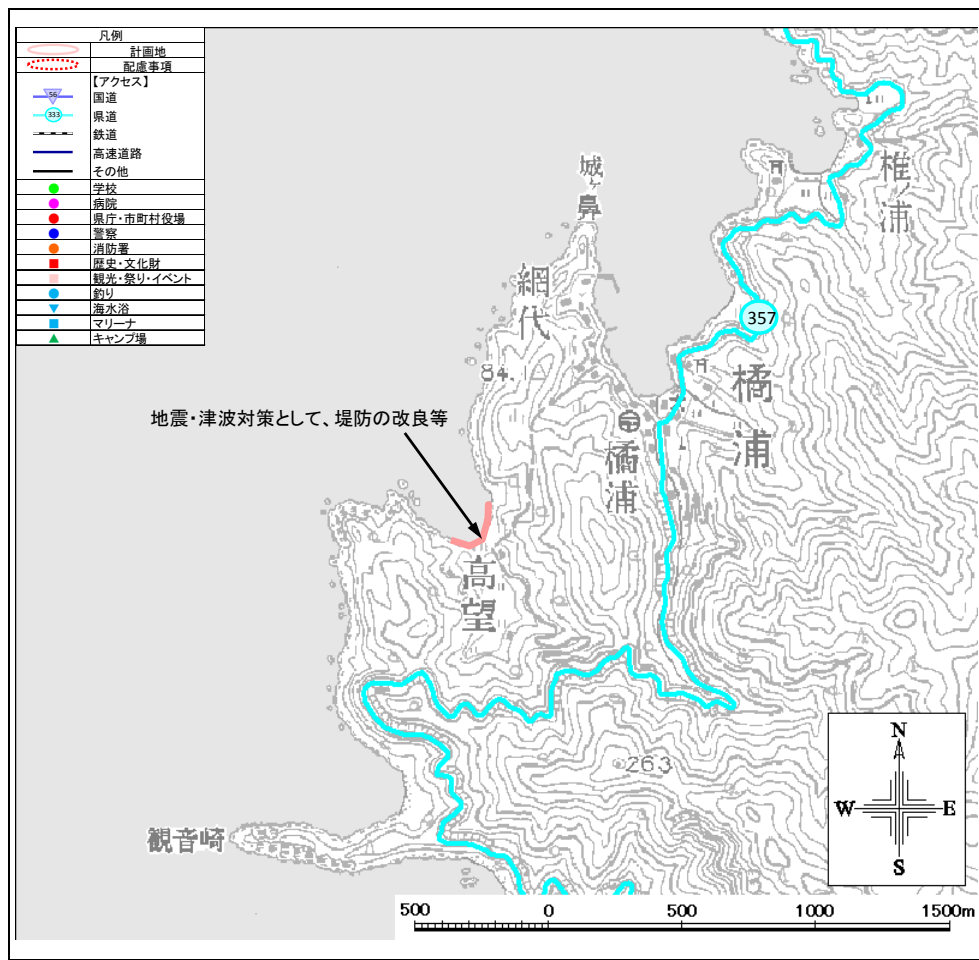 凡例
計画地
配慮事項
【アクセス】
56
国道
333
県道
鉄道
高速道路
その他
学校
病院
県庁・市町村役場
警察
消防署
歴史・文化財
観光・祭り・イベント
釣り
海水浴
マリーナ
キャンプ場
城ヶ鼻
椎ノ浦
網代
357
84.1
橘浦
橘浦
地震・津波対策として、堤防の改良等
高望
263
観音崎
N
W E
S
500 0 500 1000 1500m